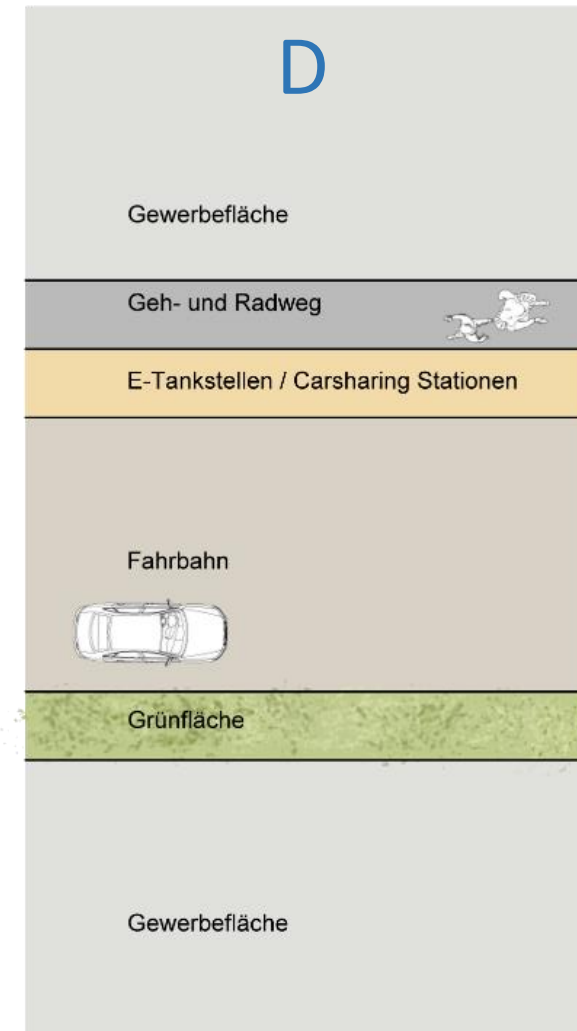 D
Gewerbefläche
Geh- und Radweg
E-Tankstellen / Carsharing Stationen
Fahrbahn
Grünfläche
Gewerbefläche